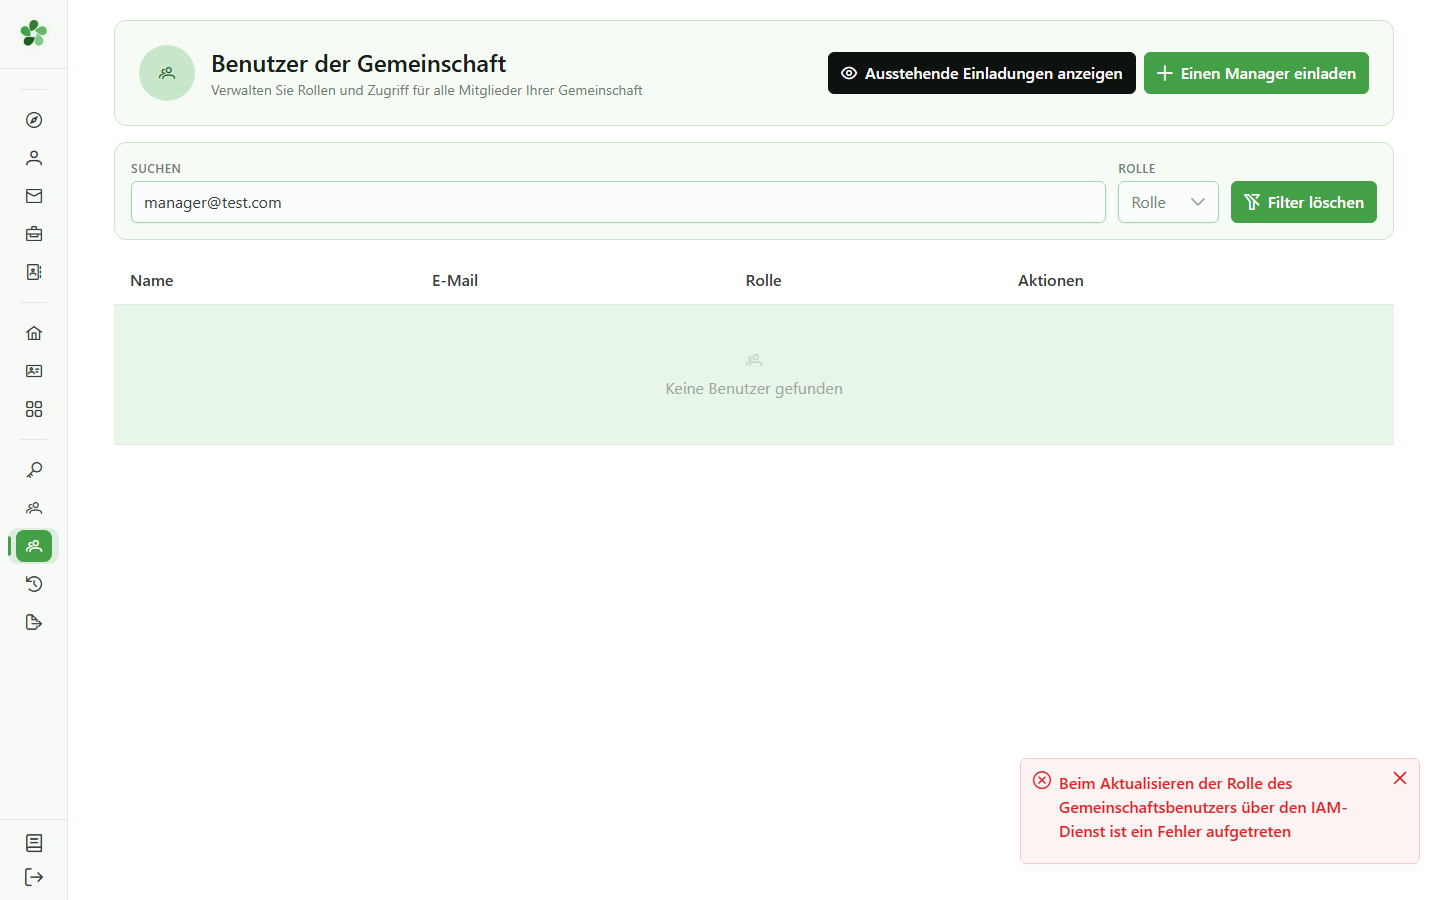 Benutzer der Gemeinschaft
Verwalten Sie Rollen und Zugriff für alle Mitglieder Ihrer Gemeinschaft
Ausstehende Einladungen anzeigen
Einen Manager einladen
SUCHEN
manager@test.com
ROLLE
Rolle
Filter löschen
Name
E-Mail
Rolle
Aktionen
Keine Benutzer gefunden
Beim Aktualisieren der Rolle des
Gemeinschaftsbenutzers über den IAM-
Dienst ist ein Fehler aufgetreten